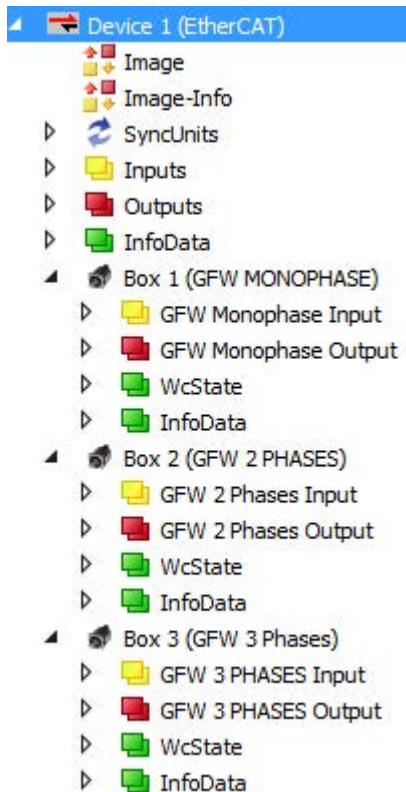 Device 1 (EtherCAT)
Image
Image-Info
SyncUnits
Inputs
Outputs
InfoData
Box 1 (GFW MONOPHASE)
GFW Monophase Input
GFW Monophase Output
WcState
InfoData
Box 2 (GFW 2 PHASES)
GFW 2 Phases Input
GFW 2 Phases Output
WcState
InfoData
Box 3 (GFW 3 Phases)
GFW 3 PHASES Input
GFW 3 PHASES Output
WcState
InfoData